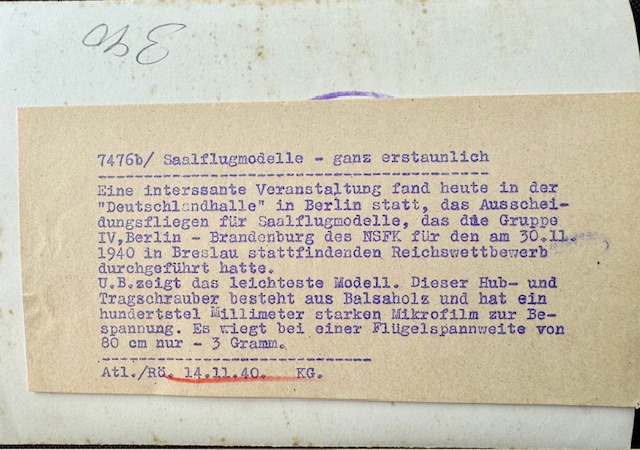 7476b/ Saalflugmodelle - ganz erstaunlich
Eine interssante Veranstaltung fand heute in der
"Deutschlandhalle" in Berlin statt, das Ausschei-
dungsfliegen für Saalflugmodelle, das die Gruppe
IV,Berlin - Brandenburg des NSFK für den am 30.11.
1940 in Breslau stattfindenden Reichswettbewerb
durchgeführt hatte.
U.B.zeigt das leichteste Modell. Dieser Hub- und
Tragschrauber besteht aus Balsaholz und hat ein
hundertstel Millimeter starken Mikrofilm zur Be-
spannung. Es wiegt bei einer Flügelspannweite von
80 cm nur - 3 Gramm.
Atl./Rö. 14.11.40. KG.